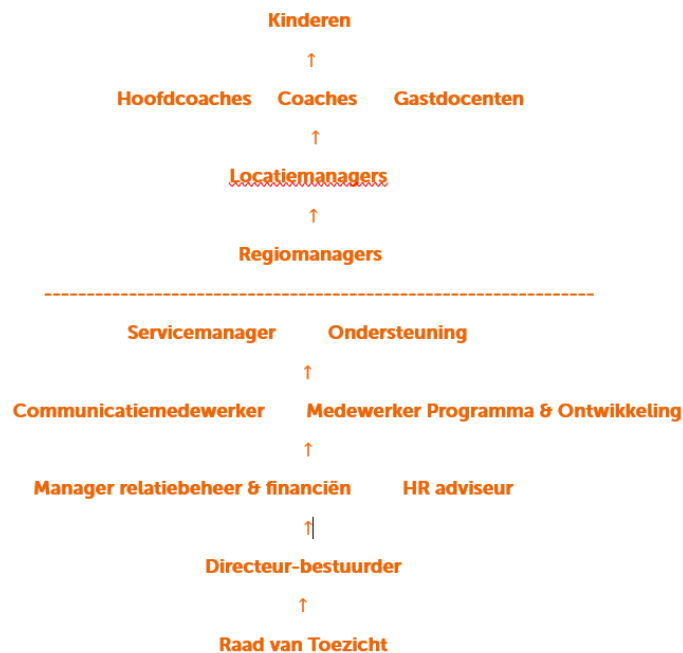 Kinderen
↑
Hoofdcoaches Coaches Gastdocenten
↑
Locatiemanagers
↑
Regiomanagers
-----------------------------------------------------------------
Servicemanager Ondersteuning
↑
Communicatiemedewerker Medewerker Programma & Ontwikkeling
↑
Manager relatiebeheer & financiën HR adviseur
↑
Directeur-bestuurder
↑
Raad van Toezicht